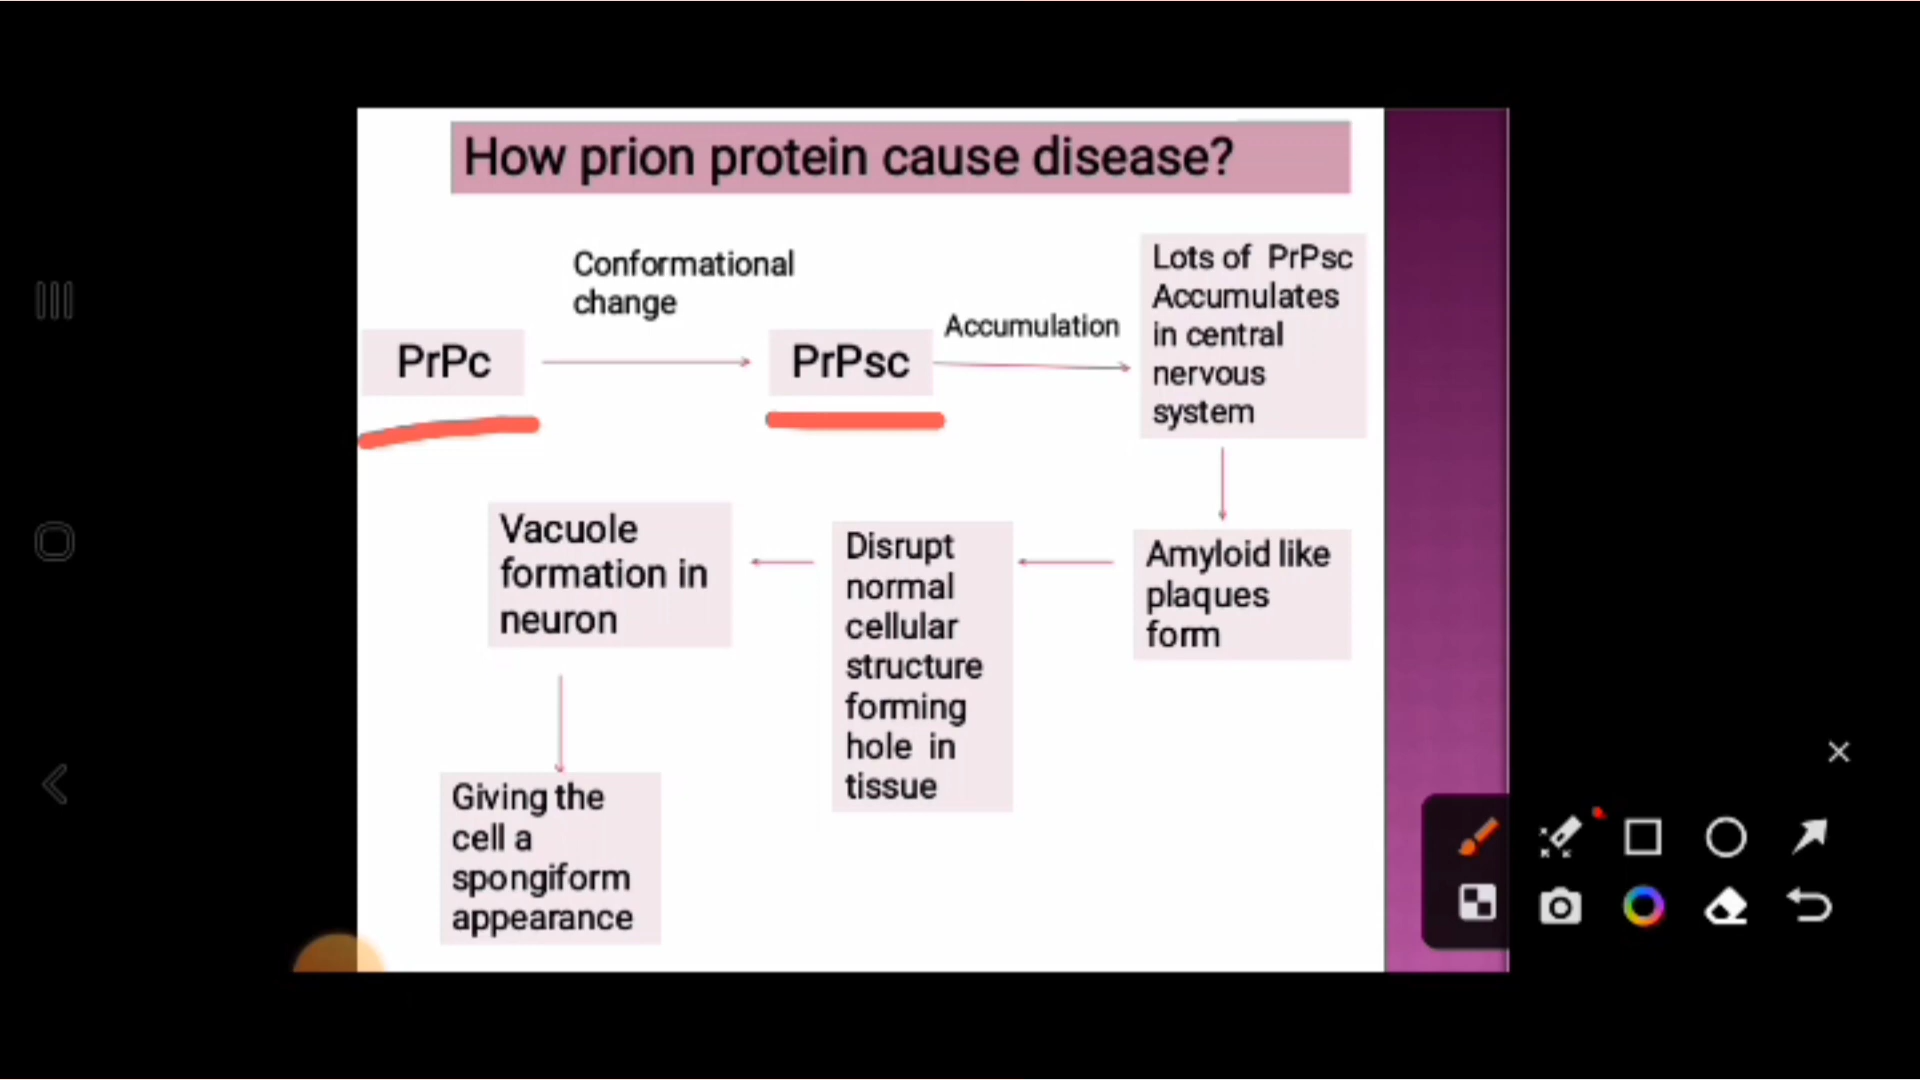 How prion protein cause disease?
Conformational
change
PrPc
PrPsc
Accumulation
Lots of PrPsc
Accumulates
in central
nervous
system
Amyloid like
plaques
form
Disrupt
normal
cellular
structure
forming
hole in
tissue
Vacuole
formation in
neuron
Giving the
cell a
spongiform
appearance